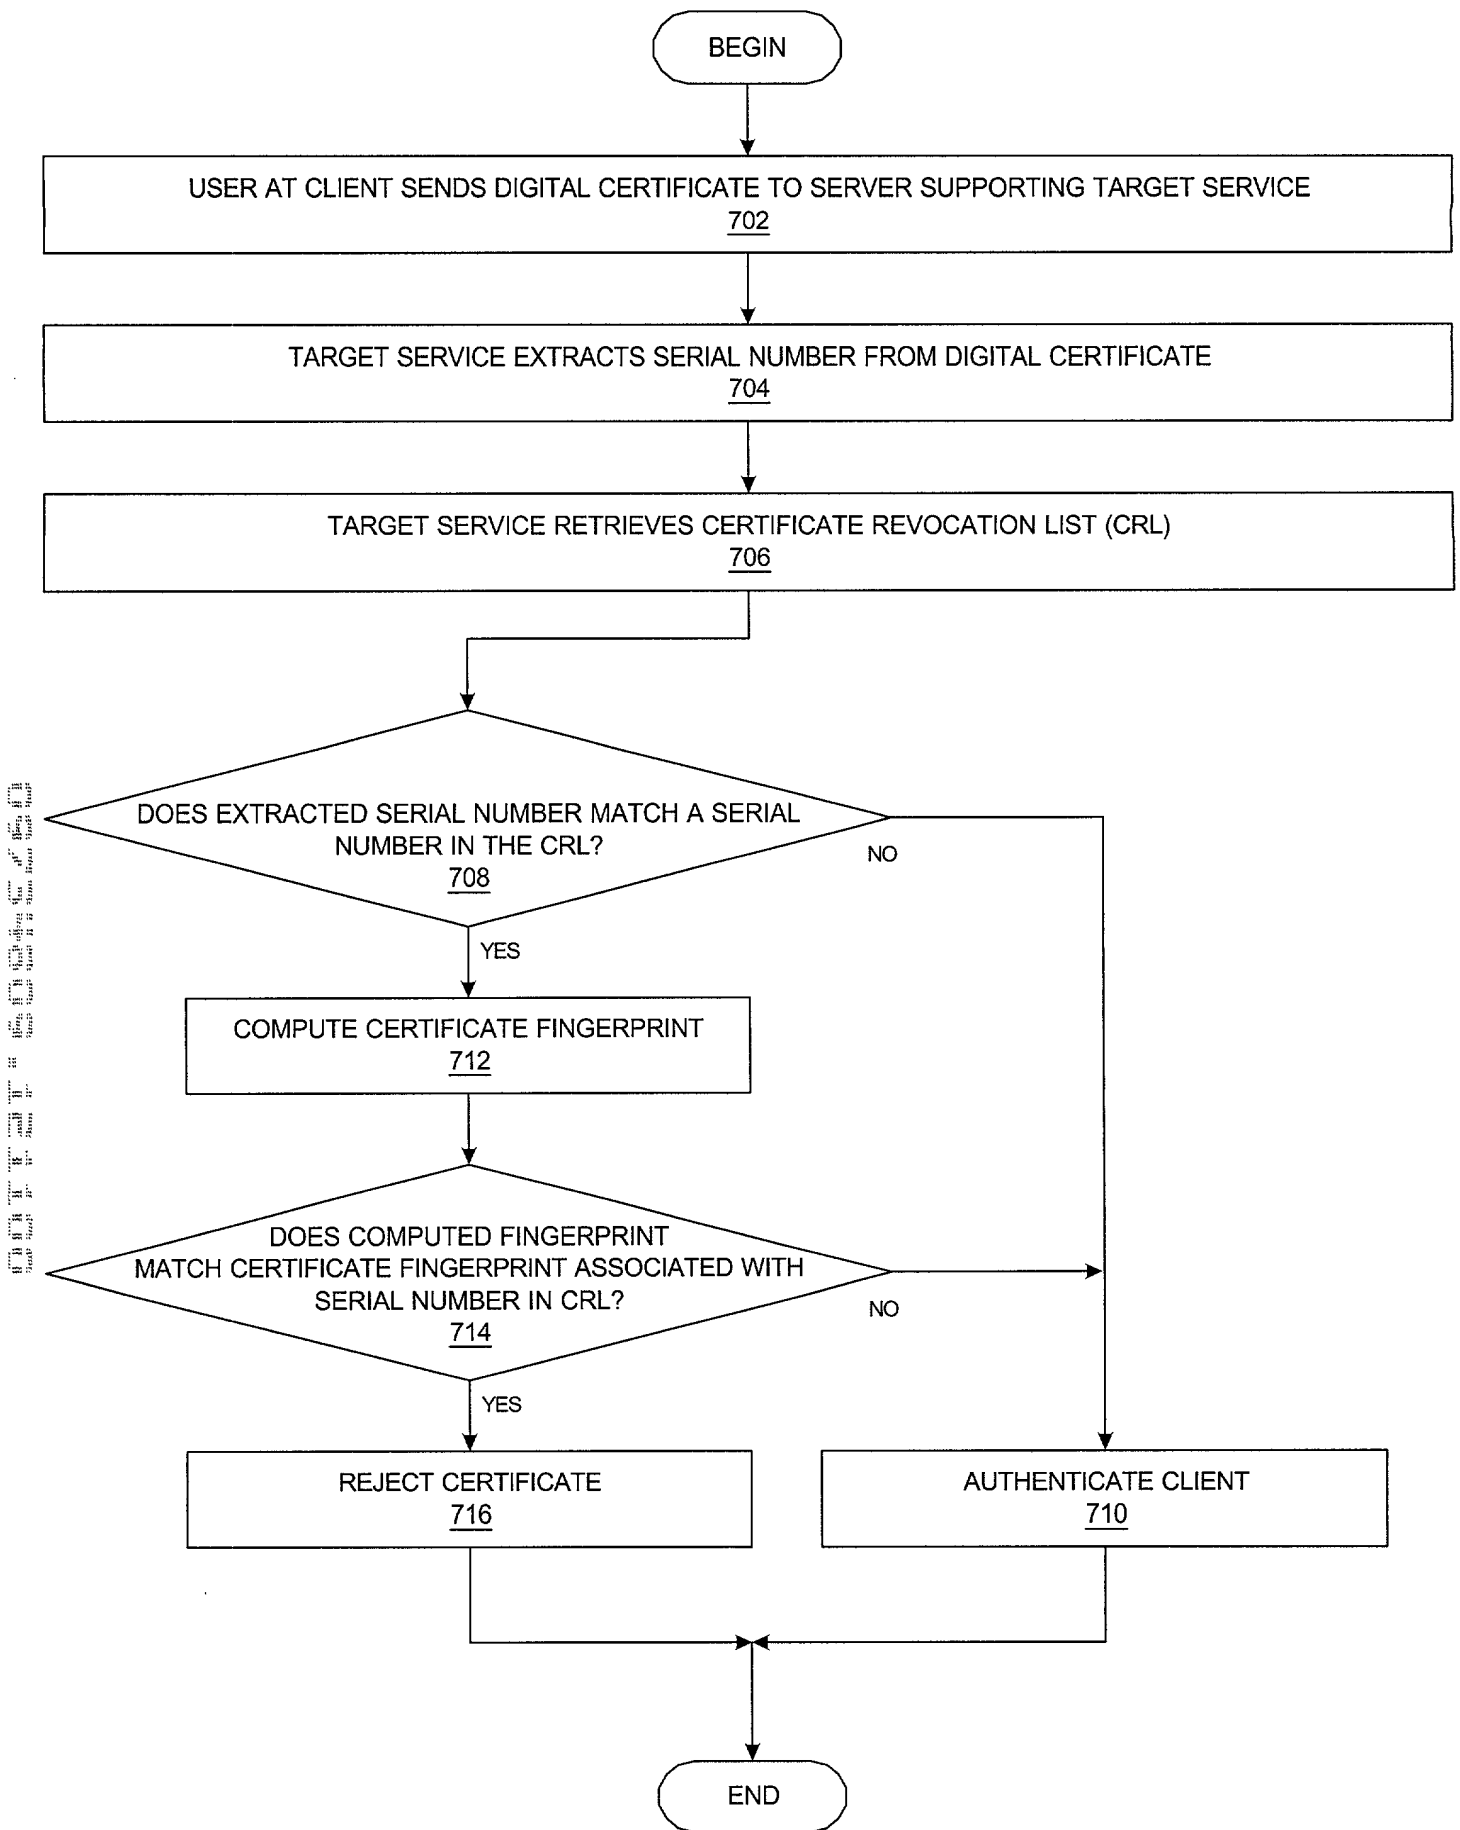 BEGIN
USER AT CLIENT SENDS DIGITAL CERTIFICATE TO SERVER SUPPORTING TARGET SERVICE
702
TARGET SERVICE EXTRACTS SERIAL NUMBER FROM DIGITAL CERTIFICATE
704
TARGET SERVICE RETRIEVES CERTIFICATE REVOCATION LIST (CRL)
706
DOES EXTRACTED SERIAL NUMBER MATCH A SERIAL
NUMBER IN THE CRL?
708
NO
YES
COMPUTE CERTIFICATE FINGERPRINT
712
DOES COMPUTED FINGERPRINT
MATCH CERTIFICATE FINGERPRINT ASSOCIATED WITH
SERIAL NUMBER IN CRL?
714
NO
YES
REJECT CERTIFICATE
716
AUTHENTICATE CLIENT
710
END